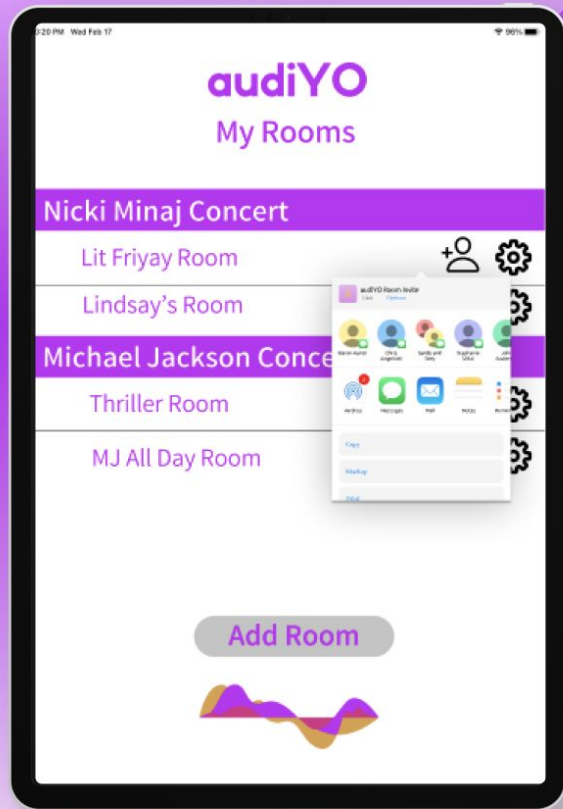 3:20 PM Wed Feb 17
96%
audiYO
My Rooms
Nicki Minaj Concert
Lit Friyay Room
audiYO Room Invite
Options
Lindsay's Room
Michael Jackson Conce
Thriller Room
Airdrop Messages Mail Notes
MJ All Day Room
Copy
Markup
Add Room